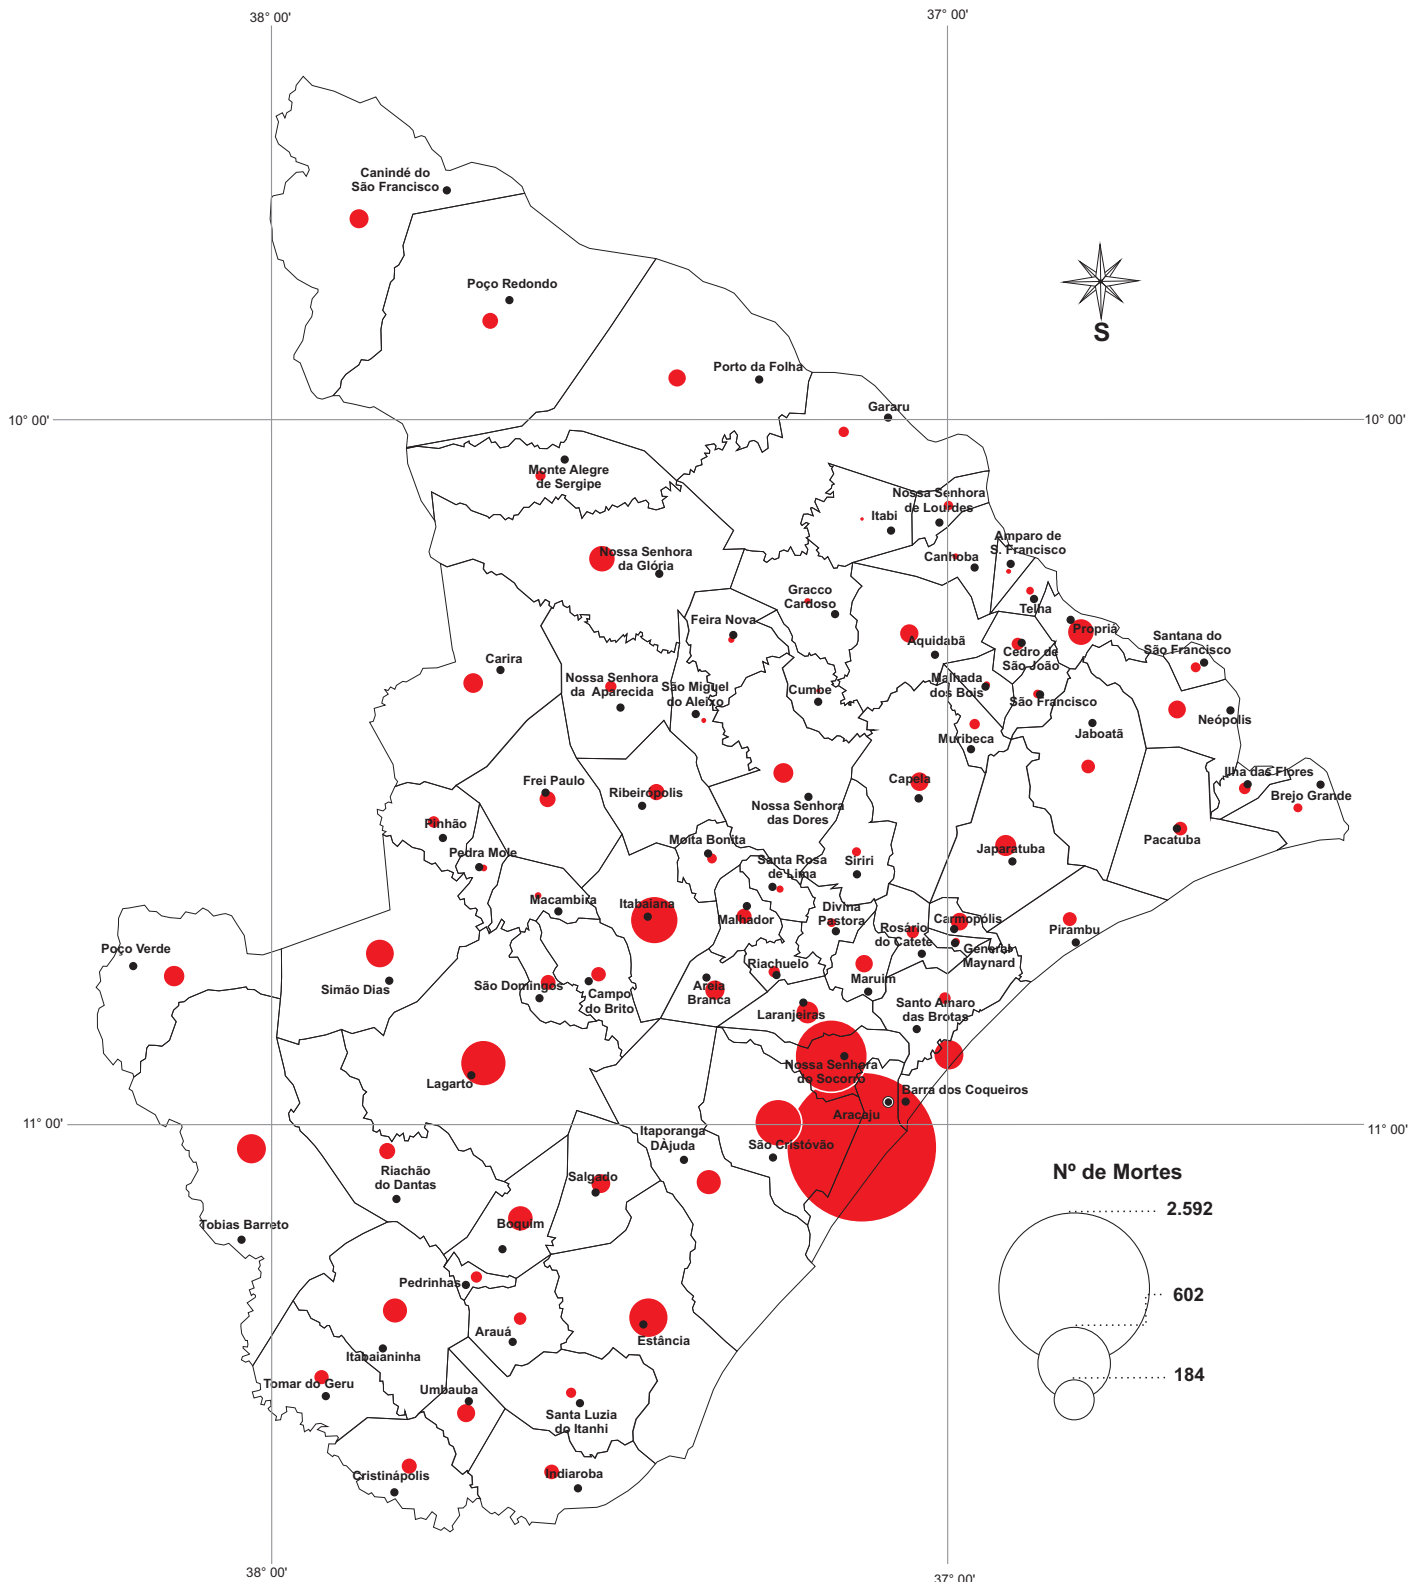 38° 00'
37° 00'
Canindé do
São Francisco
Poço Redondo
S
Porto da Folha
Gararu
10° 00'
10° 00'
Monte Alegre
de Sergipe
Nossa Senhora
de Lourdes
Itabi
Amparo de
S. Francisco
Nossa Senhora
da Glória
Canhoba
Gracco
Cardoso
Telha
Feira Nova
Propriá
Aquidabã
Santana do
São Francisco
Cedro de
São João
Carira
Nossa Senhora
da Aparecida
São Miguel
do Aleixo
Cumbe
Malhada
dos Bois
São Francisco
Neópolis
Jaboatã
Muribeca
Frei Paulo
Ribeirópolis
Capela
Nossa Senhora
das Dores
Ilha das Flores
Brejo Grande
Pinhão
Pedra Mole
Moita Bonita
Santa Rosa
de Lima
Siriri
Japaratuba
Pacatuba
Macambira
Itabaiana
Malhador
Divina
Pastora
Rosário
do Catete
Carmopólis
General
Maynard
Pirambu
Poço Verde
Simão Dias
São Domingos
Campo
do Brito
Areia
Branca
Riachuelo
Maruim
Laranjeiras
Santo Amaro
das Brotas
Lagarto
Nossa Senhora
do Socorro
Barra dos Coqueiros
Aracaju
11° 00'
11° 00'
Itaporanga
DÀjuda
São Cristóvão
Riachão
do Dantas
Salgado
Nº de Mortes
2.592
Tobias Barreto
Boquim
Pedrinhas
602
Arauá
Estância
Itabaianinha
184
Tomar do Geru
Umbauba
Santa Luzia
do Itanhi
Cristinápolis
Indiaroba
38° 00'
37° 00'